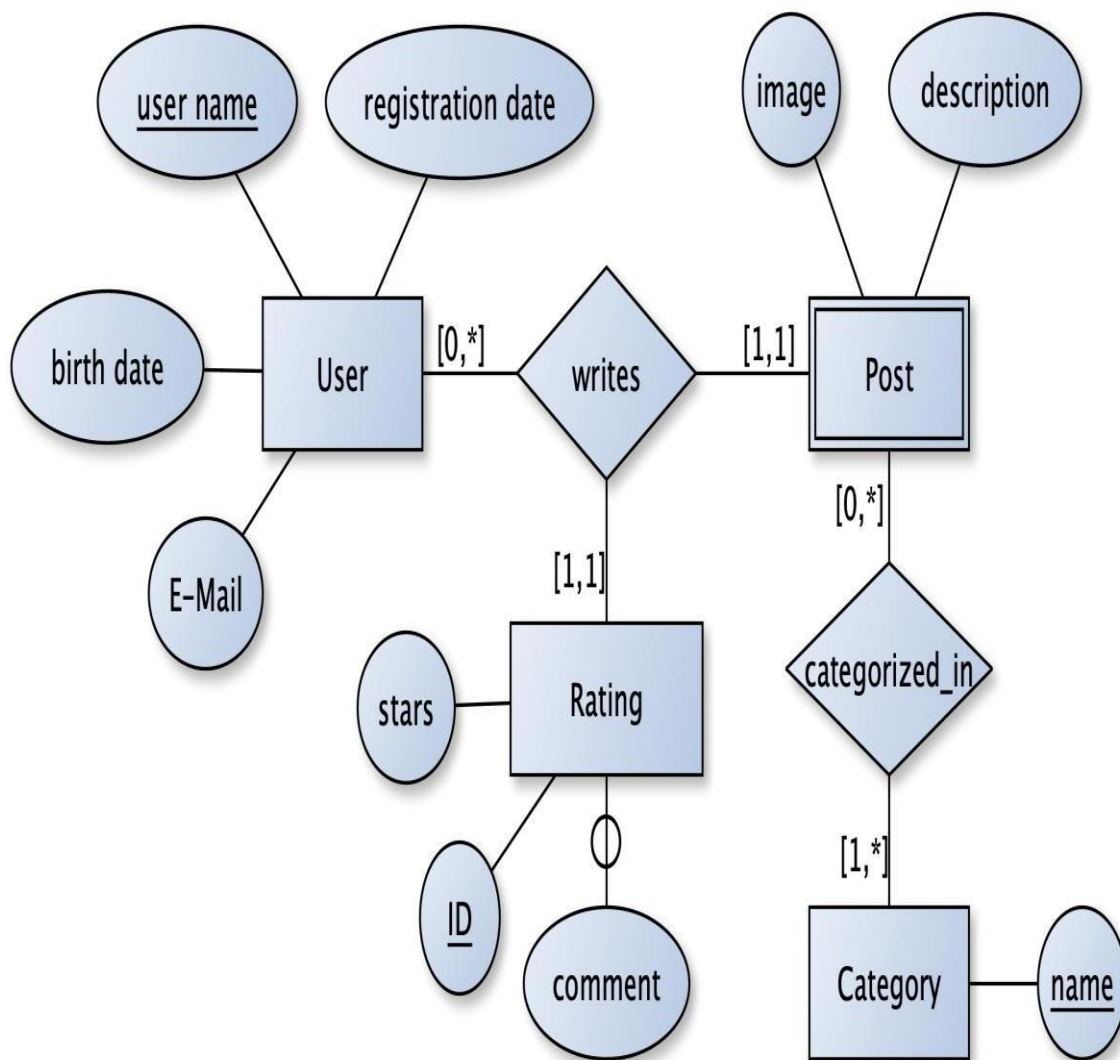 user name
registration date
image
description
birth date
User
[0,*]
writes
[1,1]
Post
E-Mail
[1,1]
[0,*]
stars
Rating
categorized_in
ID
comment
[1,*]
Category
name